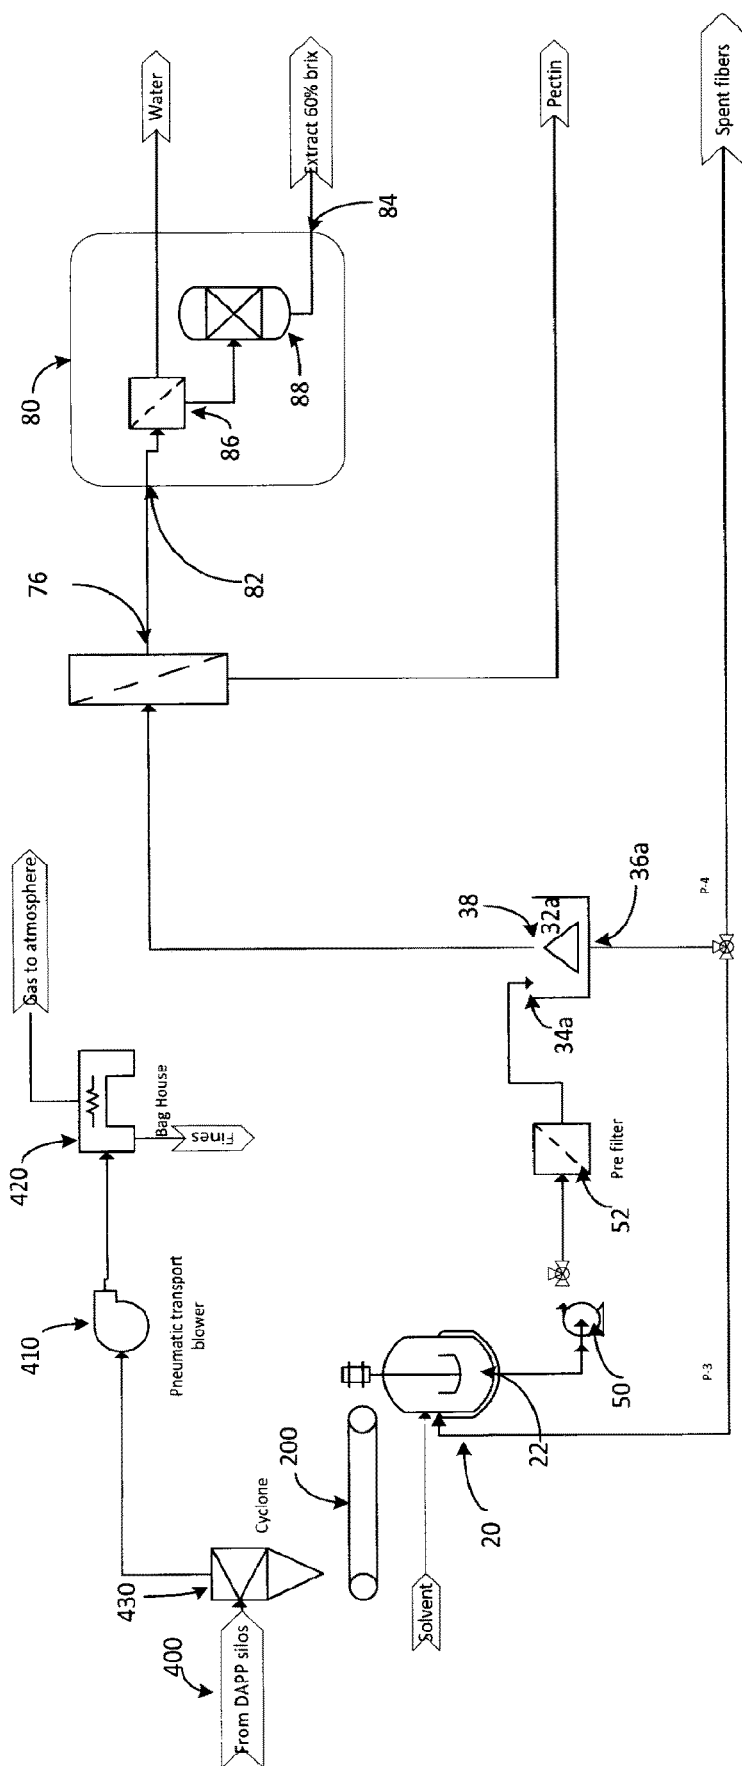 Water
Extract 60% brix
Pectin
Spent fibers
80
84
86
88
82
76
Gas to atmosphere
38
32a
36a
34a
P-4
420
Bag House
Fines
Pre filter
52
410
Pneumatic transport
blower
50
22
P-3
20
200
Cyclone
430
400
From DAPP silos
Solvent